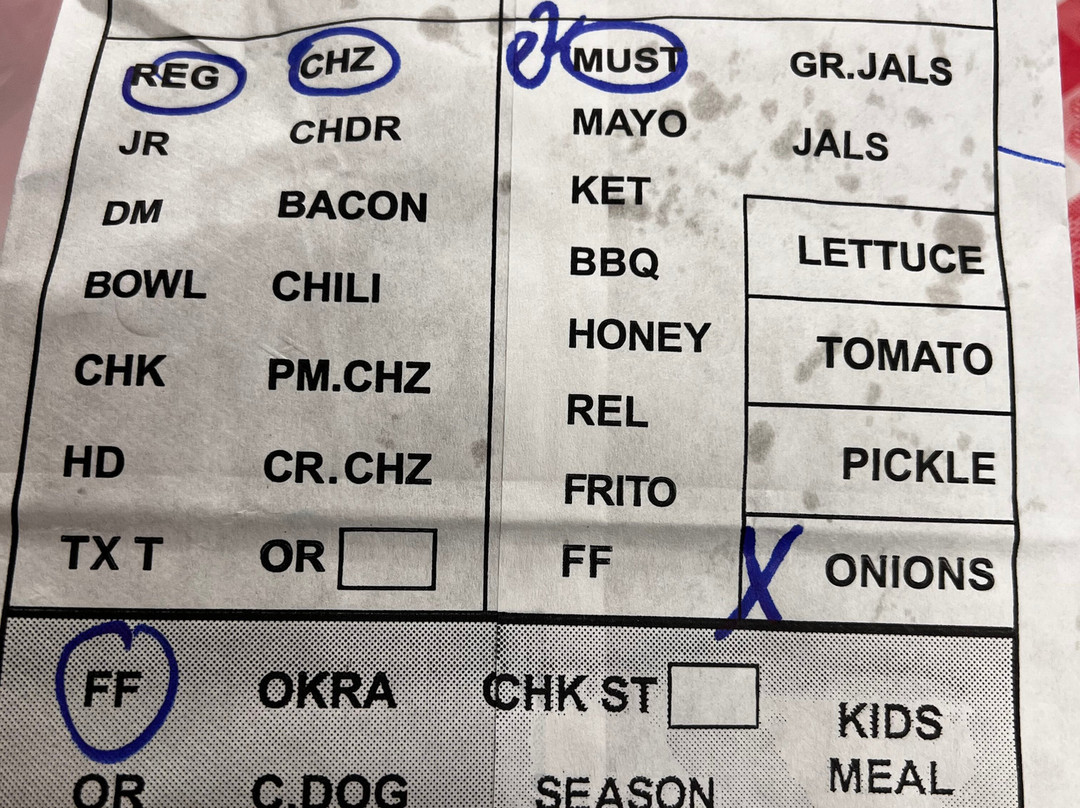 REG CHZ MUST GR.JALS
JR CHDR MAYO JALS
DM BACON KET
BOWL CHILI BBQ LETTUCE
CHK PM.CHZ HONEY TOMATO
HD CR.CHZ REL PICKLE
TX T OR FRITO ONIONS
FF X
FF OKRA CHK ST KIDS
MEAL
OR C.DOG SEASON